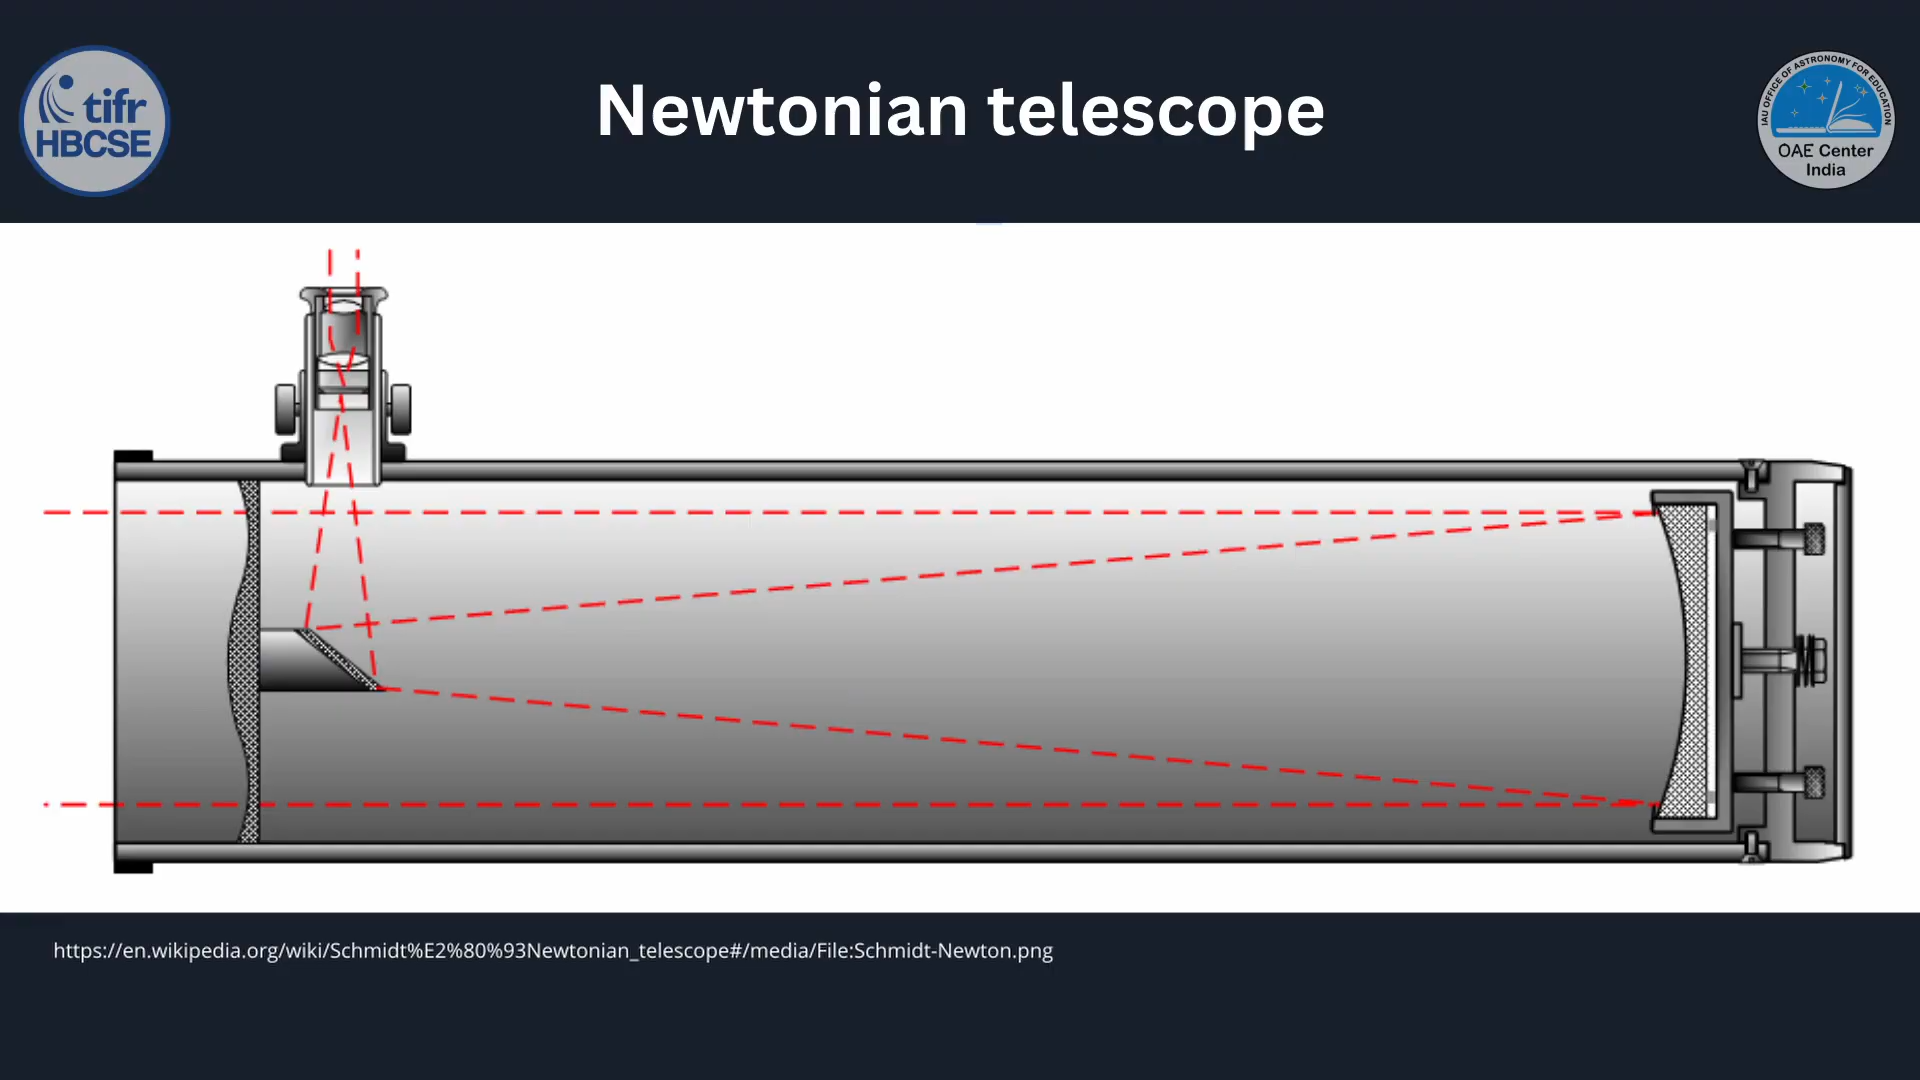 tifr
HBCSE
Newtonian telescope
IAU OFFICE OF ASTRONOMY FOR EDUCATION
OAE Center
India
https://en.wikipedia.org/wiki/Schmidt%E2%80%93Newtonian_telescope#/media/File:Schmidt-Newton.png